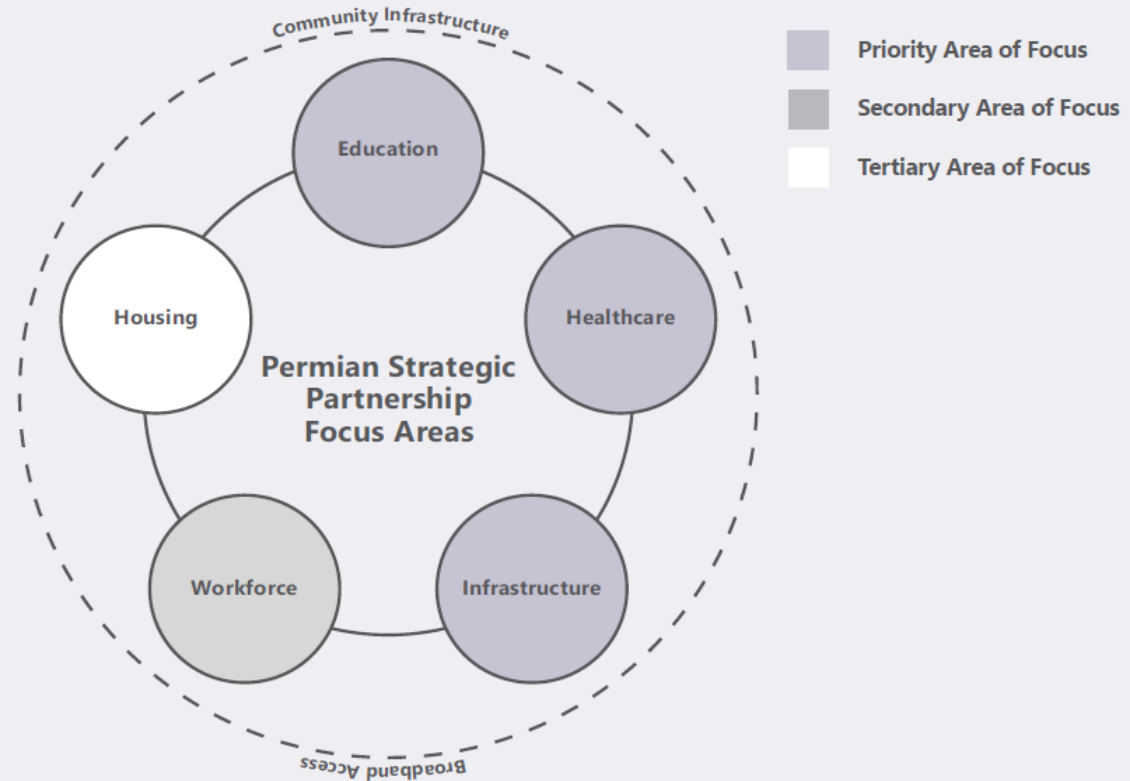 Community Infrastructure
Priority Area of Focus
Secondary Area of Focus
Tertiary Area of Focus
Education
Housing
Healthcare
Permian Strategic
Partnership
Focus Areas
Workforce
Infrastructure
Broadband Access